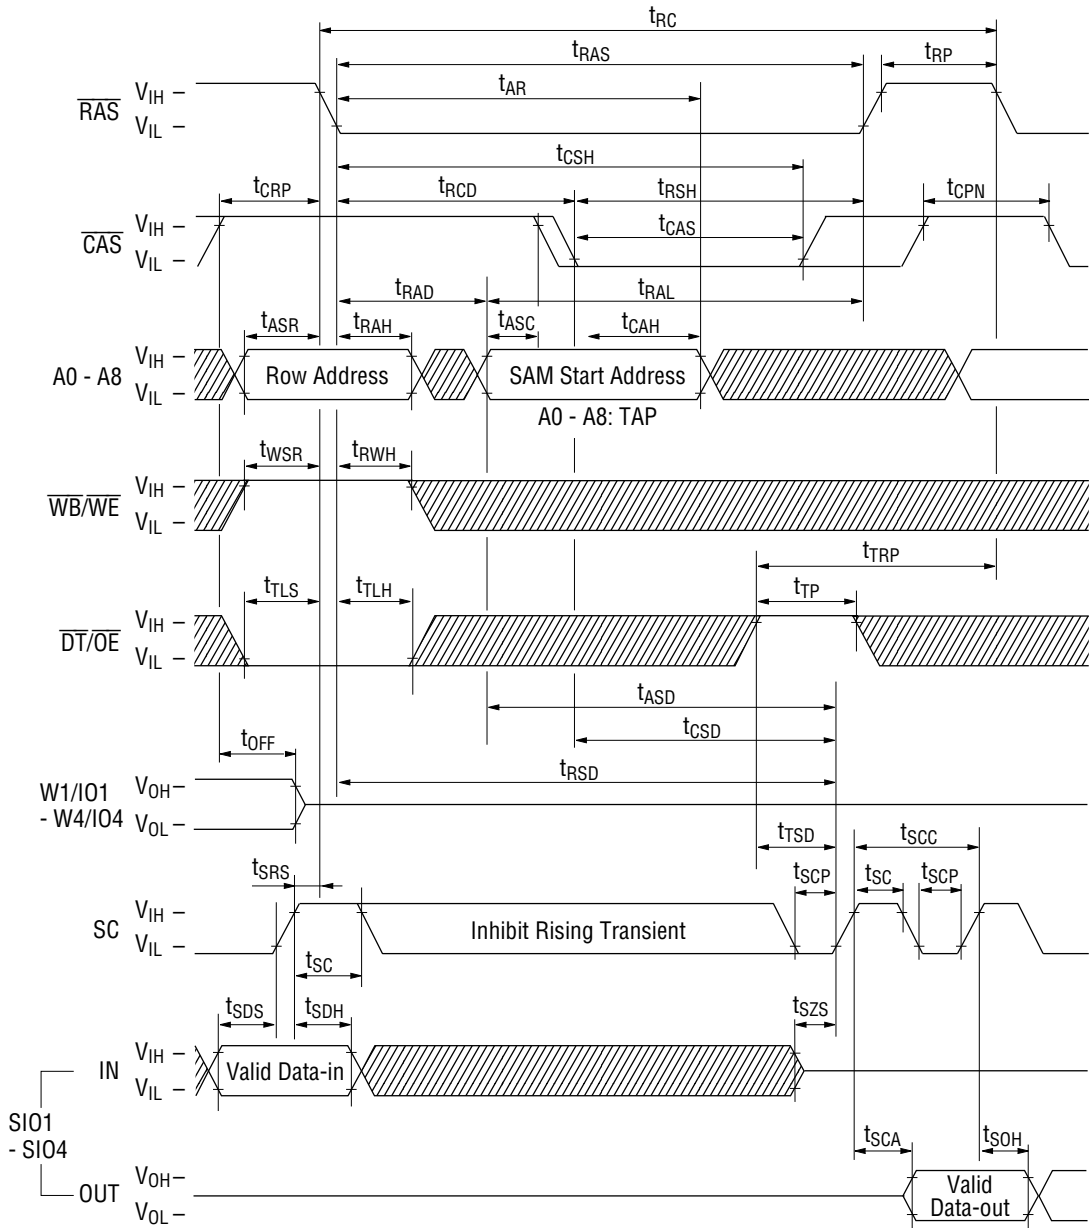 tRC
tRAS tRP
tAR
RAS VIH
VIL
tCSH
tCRP tRCD tRSH tCPN
CAS VIH tCAS
VIL
tRAD tRAL
tASR tRAH tASC tCAH
A0 - A8 VIH Row Address SAM Start Address
VIL
A0 - A8: TAP
tWSR tRWH
WB/WE VIH
VIL
tTRP
tTLS tTLH tTP
DT/OE VIH
VIL
tASD
tOFF tCSD
tRSD
W1/IO1 - W4/IO4 VOH
VOL
tTSD tSCC
tSRS tSCP tSC tSCP
SC VIH Inhibit Rising Transient
VIL
tSC
tSDS tSDH tSZS
IN VIH Valid Data-in
VIL
SIO1
- SIO4
tSCA tSOH
OUT VOH Valid
VOL Data-out